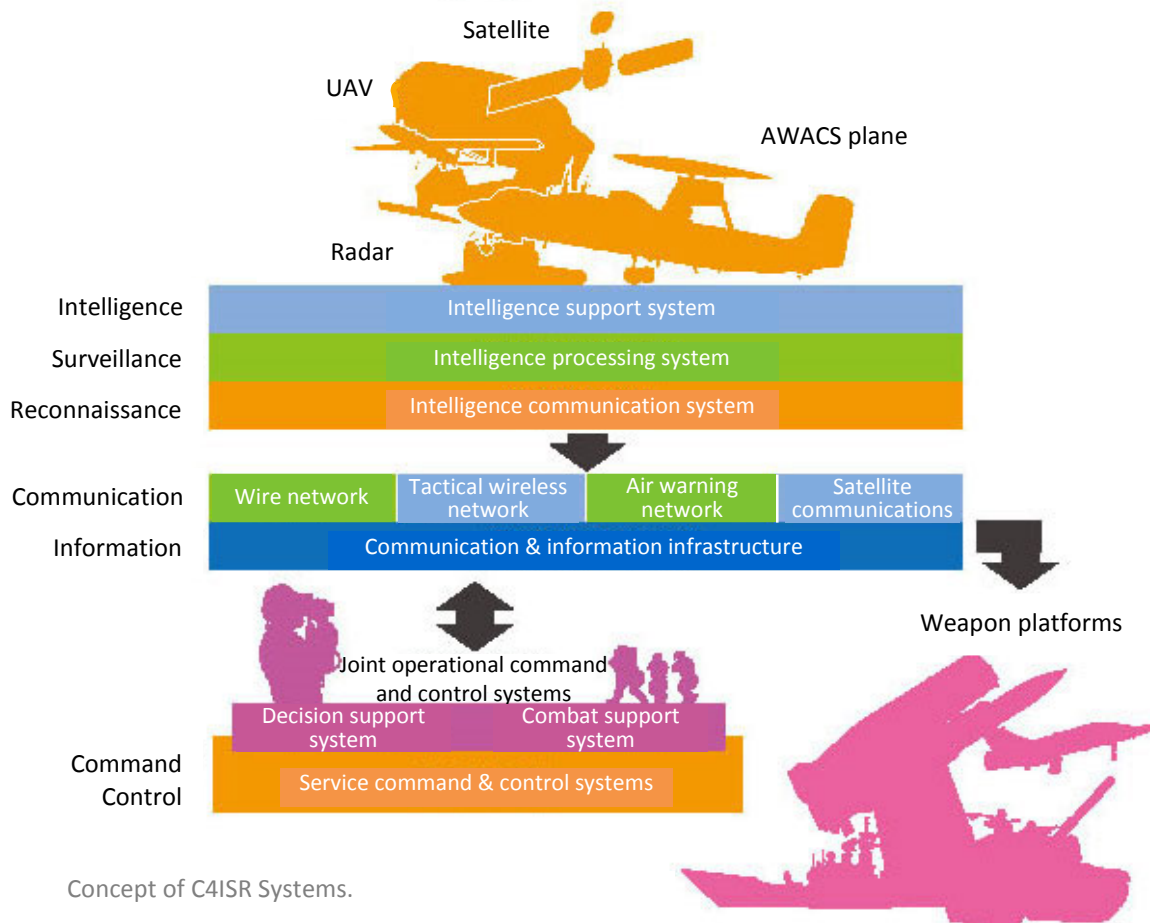 Satellite
UAV
AWACS plane
Radar
Intelligence
Intelligence support system
Surveillance
Intelligence processing system
Reconnaissance
Intelligence communication system
Communication
Wire network
Tactical wireless
network
Air warning
network
Satellite
communications
Information
Communication & information infrastructure
Weapon platforms
Joint operational command
and control systems
Decision support
system
Combat support
system
Command
Control
Service command & control systems
Concept of C4ISR Systems.